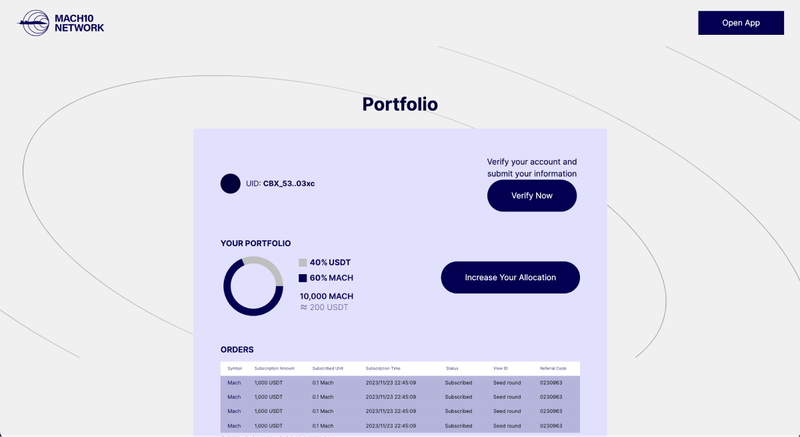 MACH10
NETWORK
Open App
Portfolio
UID: CBX_53..03xc
Verify your account and
submit your information
Verify Now
YOUR PORTFOLIO
40% USDT
60% MACH
10,000 MACH
≈ 200 USDT
Increase Your Allocation
ORDERS
Symbol Subscription Amount Subscribed Unit Subscription Time Status View ID Referral Code
Mach 1,000 USDT 0.1 Mach 2023/11/23 22:45:09 Subscribed Seed round 0230963
Mach 1,000 USDT 0.1 Mach 2023/11/23 22:45:09 Subscribed Seed round 0230963
Mach 1,000 USDT 0.1 Mach 2023/11/23 22:45:09 Subscribed Seed round 0230963
Mach 1,000 USDT 0.1 Mach 2023/11/23 22:45:09 Subscribed Seed round 0230963